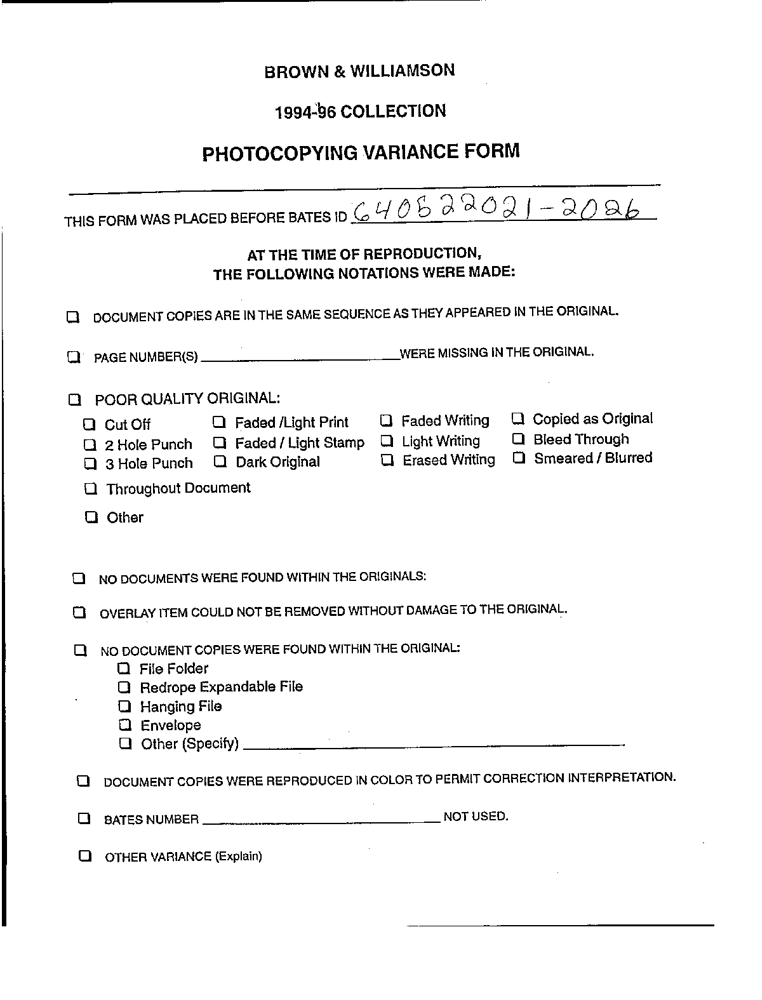 BROWN & WILLIAMSON
1994-96 COLLECTION
PHOTOCOPYING VARIANCE FORM
THIS FORM WAS PLACED BEFORE BATES ID 640522021-2026
AT THE TIME OF REPRODUCTION,
THE FOLLOWING NOTATIONS WERE MADE:
❑ DOCUMENT COPIES ARE IN THE SAME SEQUENCE AS THEY APPEARED IN THE ORIGINAL.
❑ PAGE NUMBER(S) ____________________ WERE MISSING IN THE ORIGINAL.
❑ POOR QUALITY ORIGINAL:
❑ Cut Off ❑ Faded /Light Print ❑ Faded Writing ❑ Copied as Original
❑ 2 Hole Punch ❑ Faded / Light Stamp ❑ Light Writing ❑ Bleed Through
❑ 3 Hole Punch ❑ Dark Original ❑ Erased Writing ❑ Smeared / Blurred
❑ Throughout Document
❑ Other
❑ NO DOCUMENTS WERE FOUND WITHIN THE ORIGINALS:
❑ OVERLAY ITEM COULD NOT BE REMOVED WITHOUT DAMAGE TO THE ORIGINAL.
❑ NO DOCUMENT COPIES WERE FOUND WITHIN THE ORIGINAL:
❑ File Folder
❑ Redrope Expandable File
❑ Hanging File
❑ Envelope
❑ Other (Specify) ____________________
❑ DOCUMENT COPIES WERE REPRODUCED IN COLOR TO PERMIT CORRECTION INTERPRETATION.
❑ BATES NUMBER ____________________ NOT USED.
❑ OTHER VARIANCE (Explain)